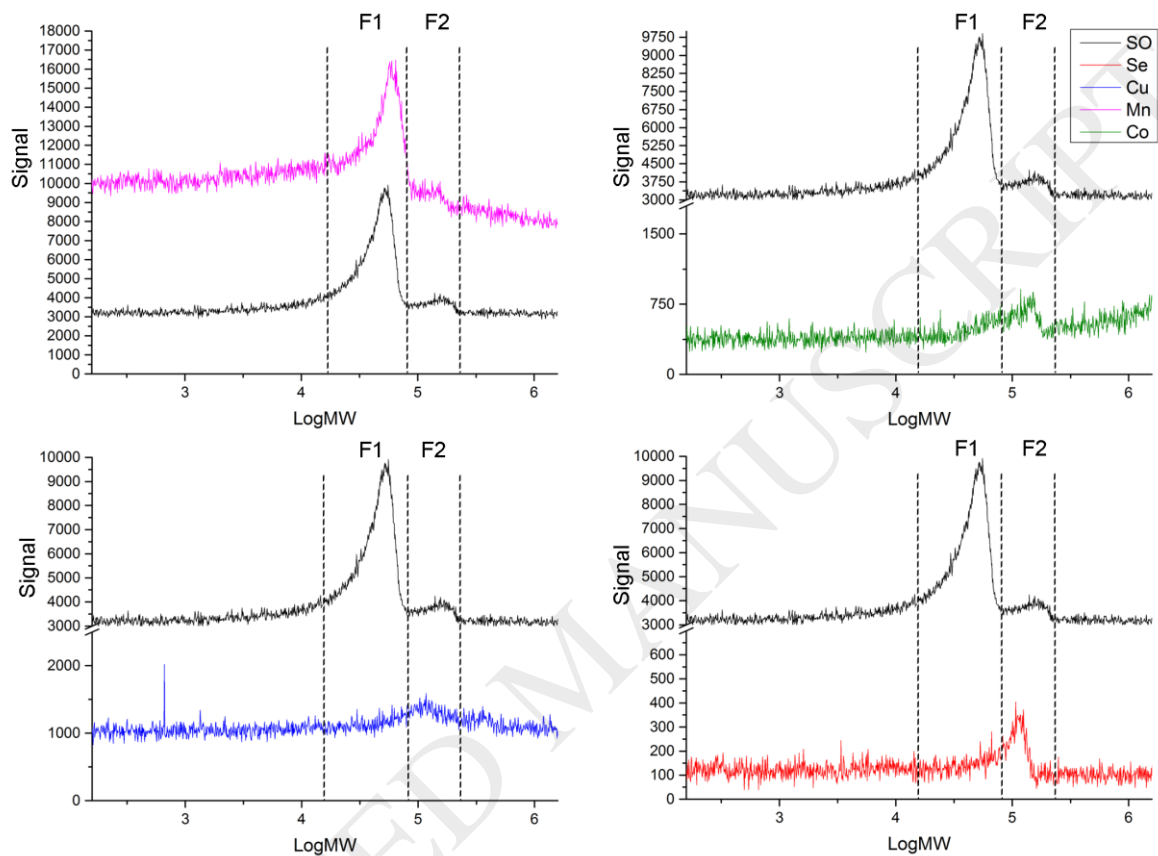 F1 F2
Signal
18000
17000
16000
15000
14000
13000
12000
11000
10000
9000
8000
7000
6000
5000
4000
3000
2000
1000
0
3 4 5 6
LogMW
F1 F2
SO
Se
Cu
Mn
Co
Signal
9750
9000
8250
7500
6750
6000
5250
4500
3750
3000
1500
750
0
3 4 5 6
LogMW
F1 F2
Signal
10000
9000
8000
7000
6000
5000
4000
3000
2000
1000
0
3 4 5 6
LogMW
F1 F2
Signal
10000
9000
8000
7000
6000
5000
4000
3000
600
500
400
300
200
100
0
3 4 5 6
LogMW
ED MANUSCRIPT